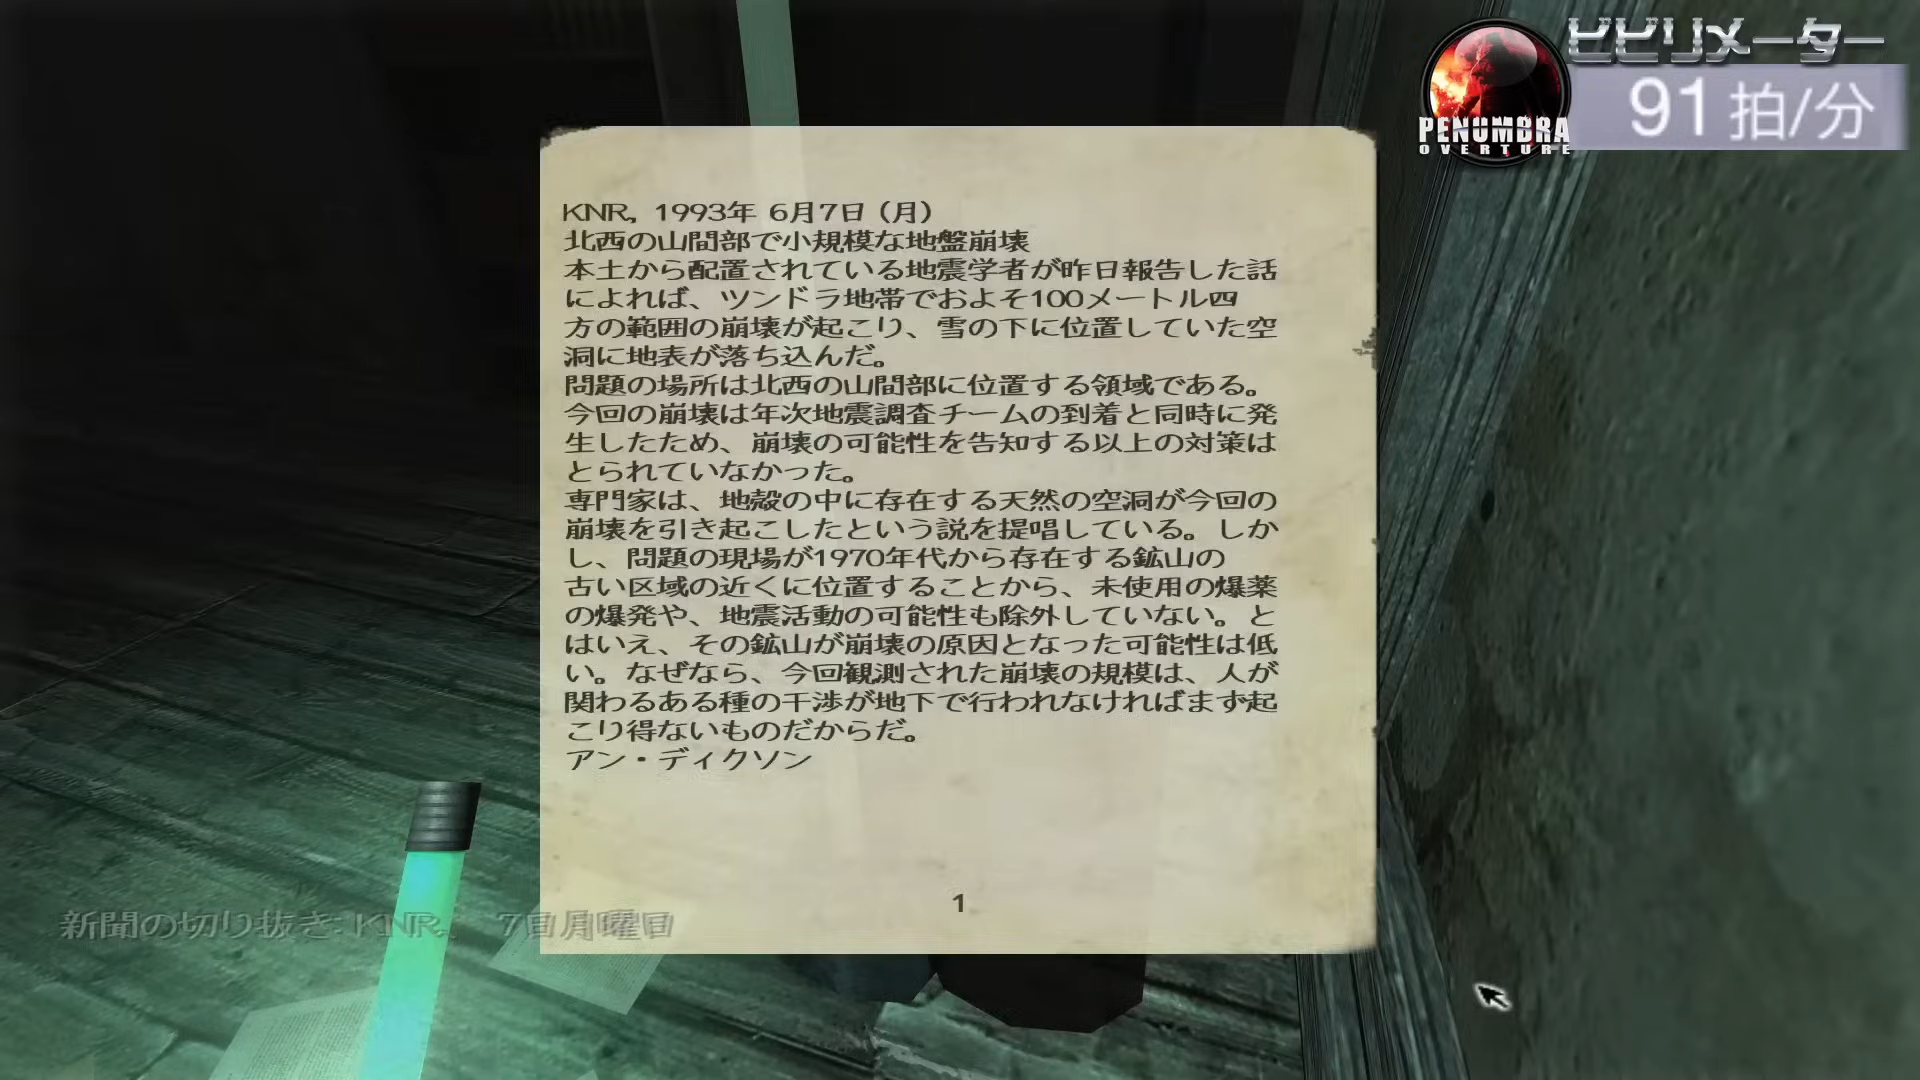 ビビリメーター
91拍/分
PENUMBRA
OVERTURE
KNR, 1993年 6月7日 (月)
北西の山間部で小規模な地盤崩壊
本土から配置されている地震学者が昨日報告した話
によれば、ツンドラ地帯でおよそ100メートル四
方の範囲の崩壊が起こり、雪の下に位置していた空
洞に地表が落ち込んだ。
問題の場所は北西の山間部に位置する領域である。
今回の崩壊は年次地震調査チームの到着と同時に発
生したため、崩壊の可能性を告知する以上の対策は
とられていなかった。
専門家は、地殻の中に存在する天然の空洞が今回の
崩壊を引き起こしたという説を提唱している。しか
し、問題の現場が1970年代から存在する鉱山の
古い区域の近くに位置することから、未使用の爆薬
の爆発や、地震活動の可能性も除外していない。と
はいえ、その鉱山が崩壊の原因となった可能性は低
い。なぜなら、今回観測された崩壊の規模は、人が
関わるある種の干渉が地下で行われなければまず起
こり得ないものだからだ。
アン・ディクソン
1
新聞の切り抜き: KNR, 7日月曜日